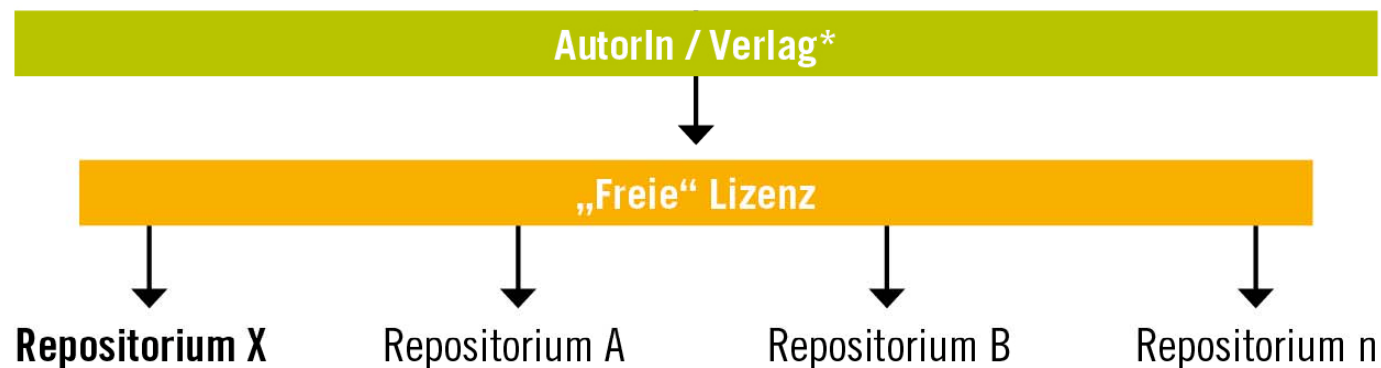 AutorIn / Verlag*
„Freie“ Lizenz
Repositorium X Repositorium A Repositorium B Repositorium n